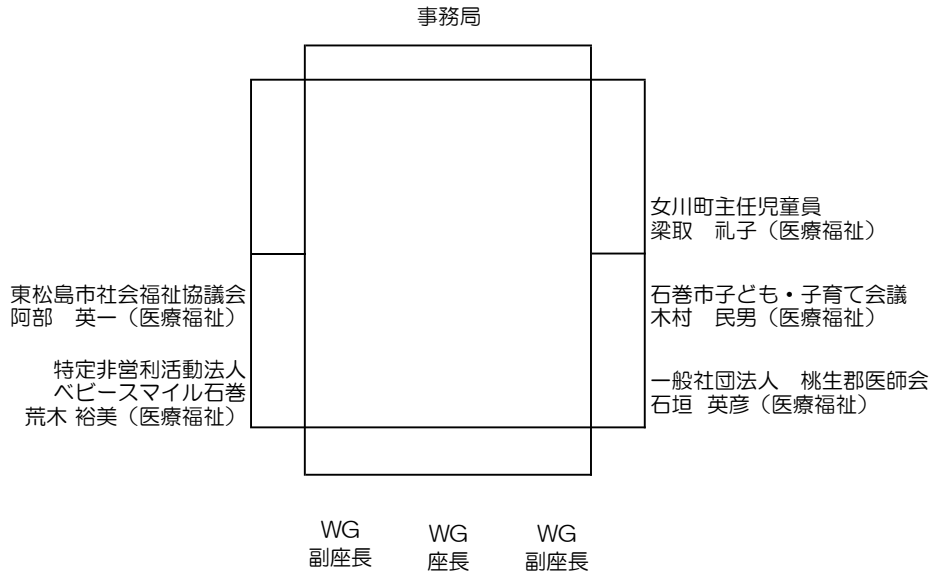 事務局
女川町主任児童員
梁取　礼子（医療福祉）
東松島市社会福祉協議会
阿部　英一（医療福祉）
石巻市子ども・子育て会議
木村　民男（医療福祉）
特定非営利活動法人
ベビースマイル石巻
荒木 裕美（医療福祉）
一般社団法人　桃生郡医師会
石垣 英彦（医療福祉）
WG
副座長
WG
座長
WG
副座長